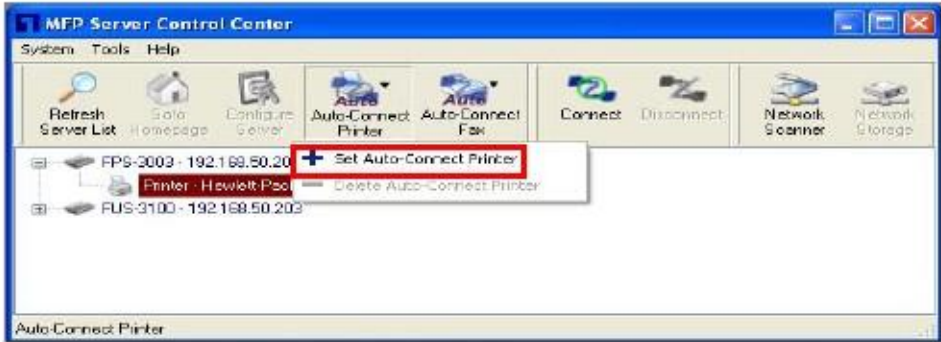 MFP Server Control Center
System Tools Help
Refresh Server List
Goto Homepage
Configure Server
Auto
Auto-Connect Printer
Auto
Auto-Connect Fax
Connect
Disconnect
Network Scanner
Network Storage
FPS-3003 - 192.168.50.20
Set Auto-Connect Printer
Printer - Hewlett-Pac
Delete Auto-Connect Printer
FUS-3100 - 192.168.50.203
Auto-Connect Printer